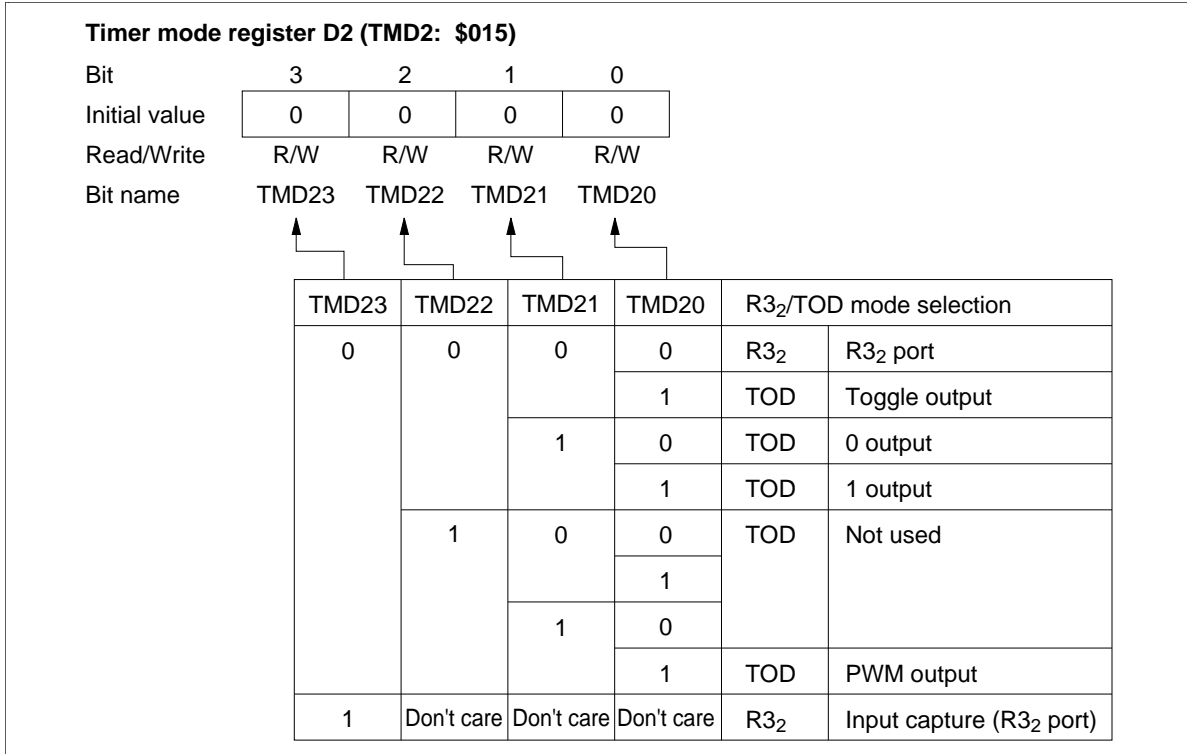 Timer mode register D2 (TMD2: $015)
Bit 3 2 1 0
Initial value 0 0 0 0
Read/Write R/W R/W R/W R/W
Bit name TMD23 TMD22 TMD21 TMD20
TMD23 TMD22 TMD21 TMD20 R3₂/TOD mode selection
0 0 0 0 R3₂ R3₂ port
1 TOD Toggle output
1 0 TOD 0 output
1 TOD 1 output
1 0 0 TOD Not used
1
1 0
1 TOD PWM output
1 Don't care Don't care Don't care R3₂ Input capture (R3₂ port)